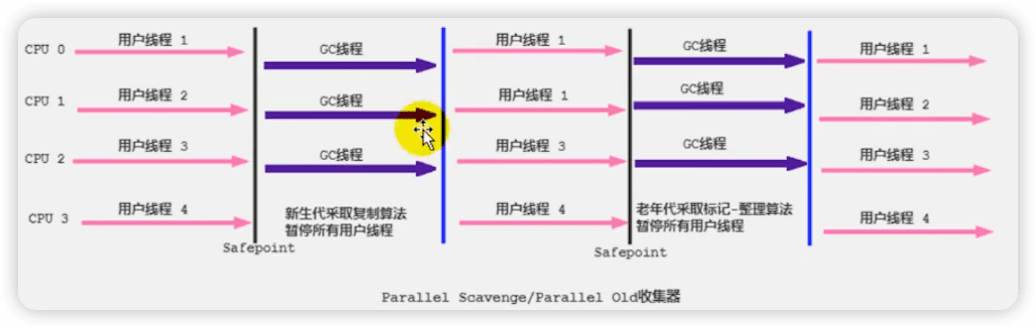 CPU 0
用户线程 1
GC线程
用户线程 1
GC线程
用户线程 1
CPU 1
用户线程 2
GC线程
用户线程 1
GC线程
用户线程 2
CPU 2
用户线程 3
GC线程
用户线程 3
GC线程
用户线程 3
CPU 3
用户线程 4
新生代采取复制算法
暂停所有用户线程
用户线程 4
老年代采取标记-整理算法
暂停所有用户线程
用户线程 4
Safepoint
Safepoint
Parallel Scavenge/Parallel Old收集器